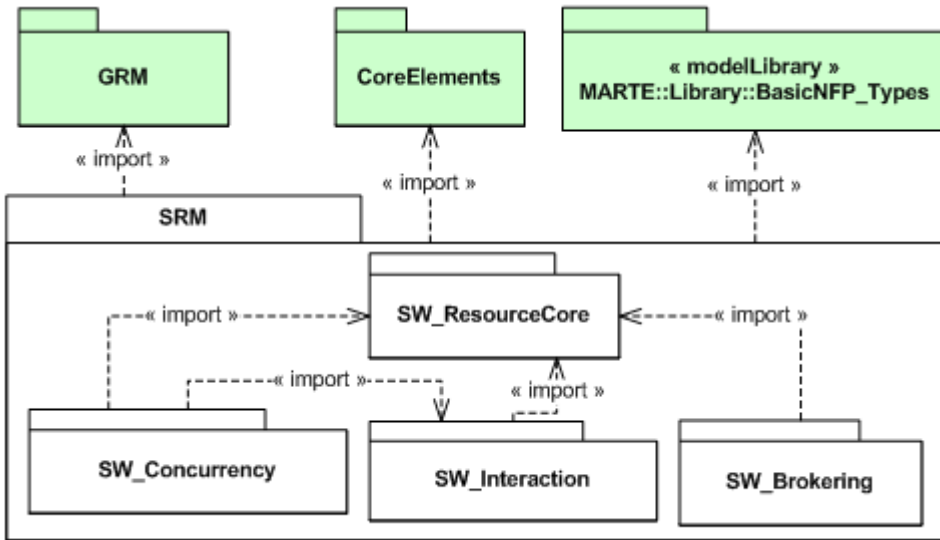 GRM
CoreElements
« modelLibrary »
MARTE::Library::BasicNFP_Types
« import »
« import »
« import »
SRM
SW_ResourceCore
« import »
« import »
« import »
« import »
SW_Concurrency
SW_Interaction
SW_Brokering